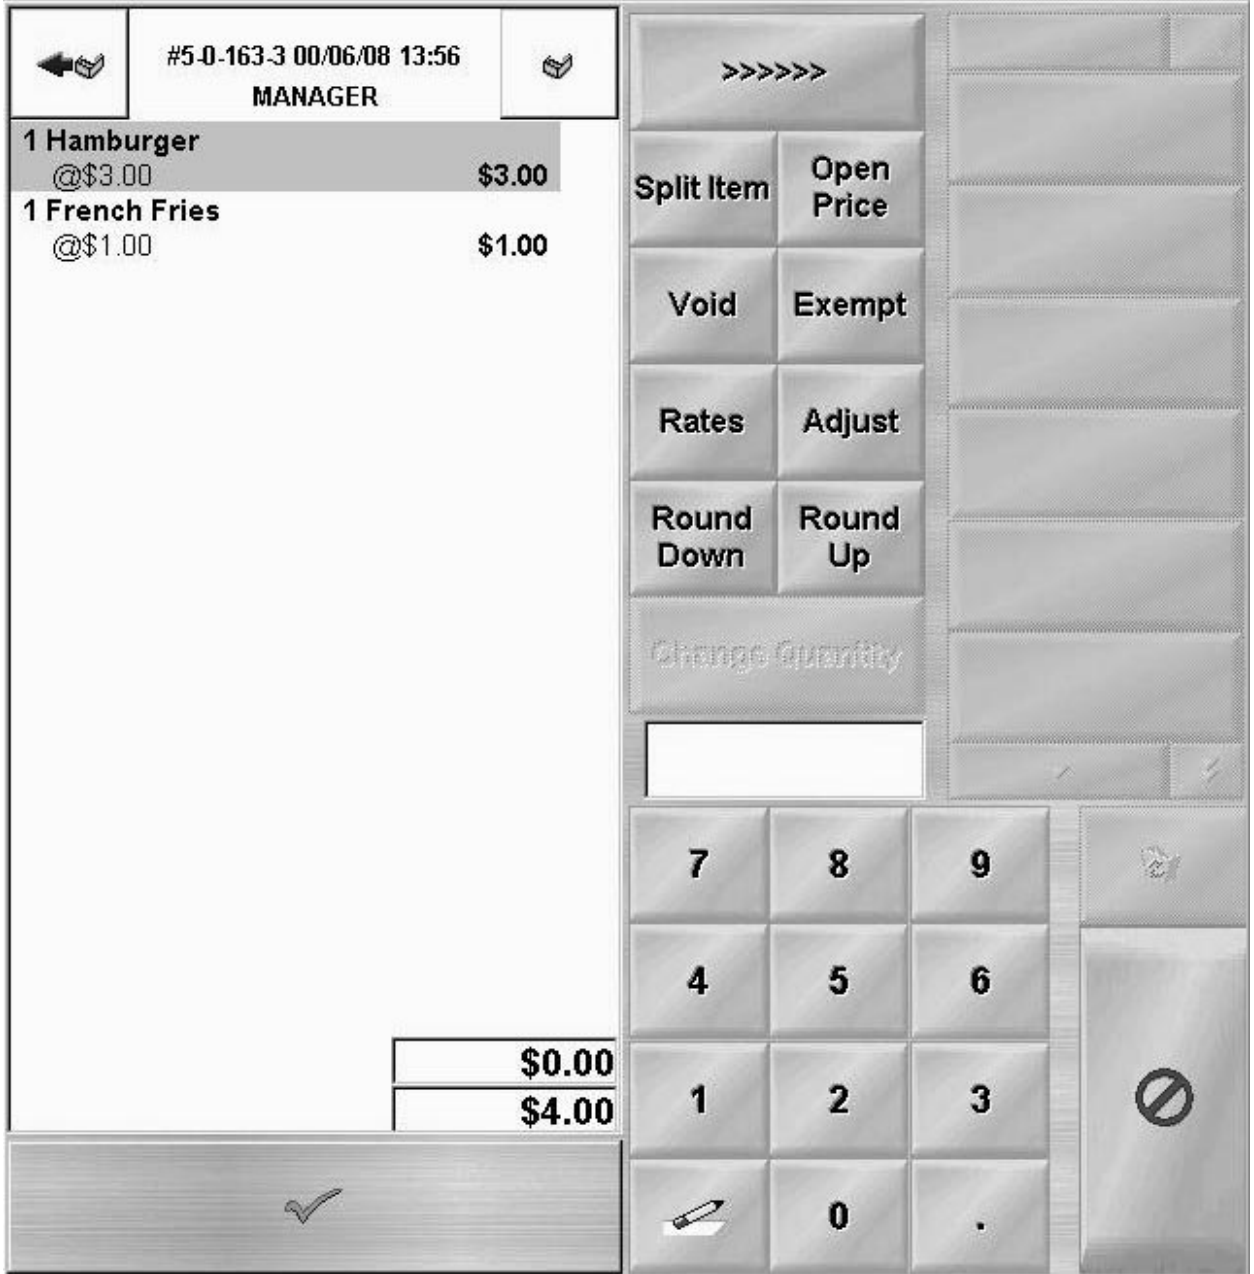 #5-0-163-3 00/06/08 13:56
MANAGER
1 Hamburger
@$3.00 $3.00
1 French Fries
@$1.00 $1.00
$0.00
$4.00
>>>>>>
Split Item
Open
Price
Void
Exempt
Rates
Adjust
Round
Down
Round
Up
Change Quantity
7
8
9
4
5
6
1
2
3
0
.